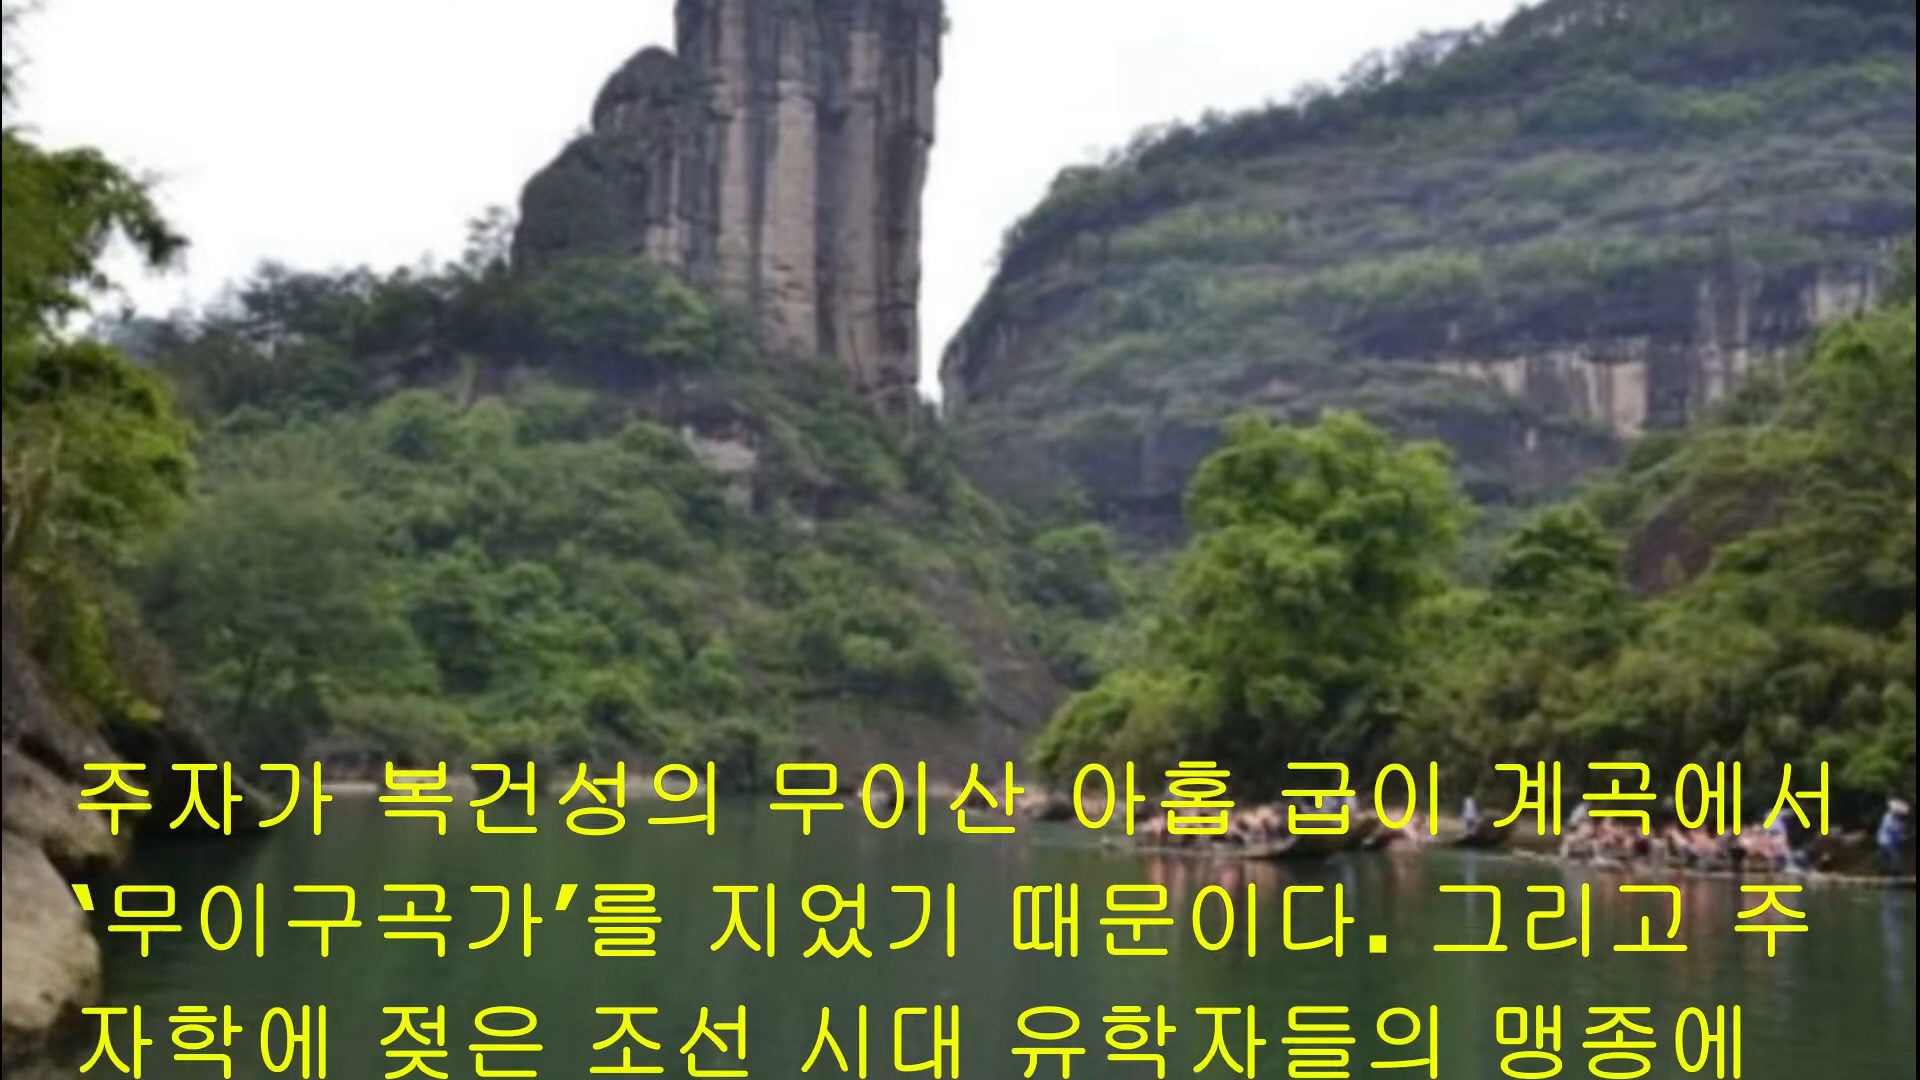 주자가 복건성의 무이산 아홉 굽이 계곡에서
‘무이구곡가’를 지었기 때문이다. 그리고 주
자학에 젖은 조선 시대 유학자들의 맹종에